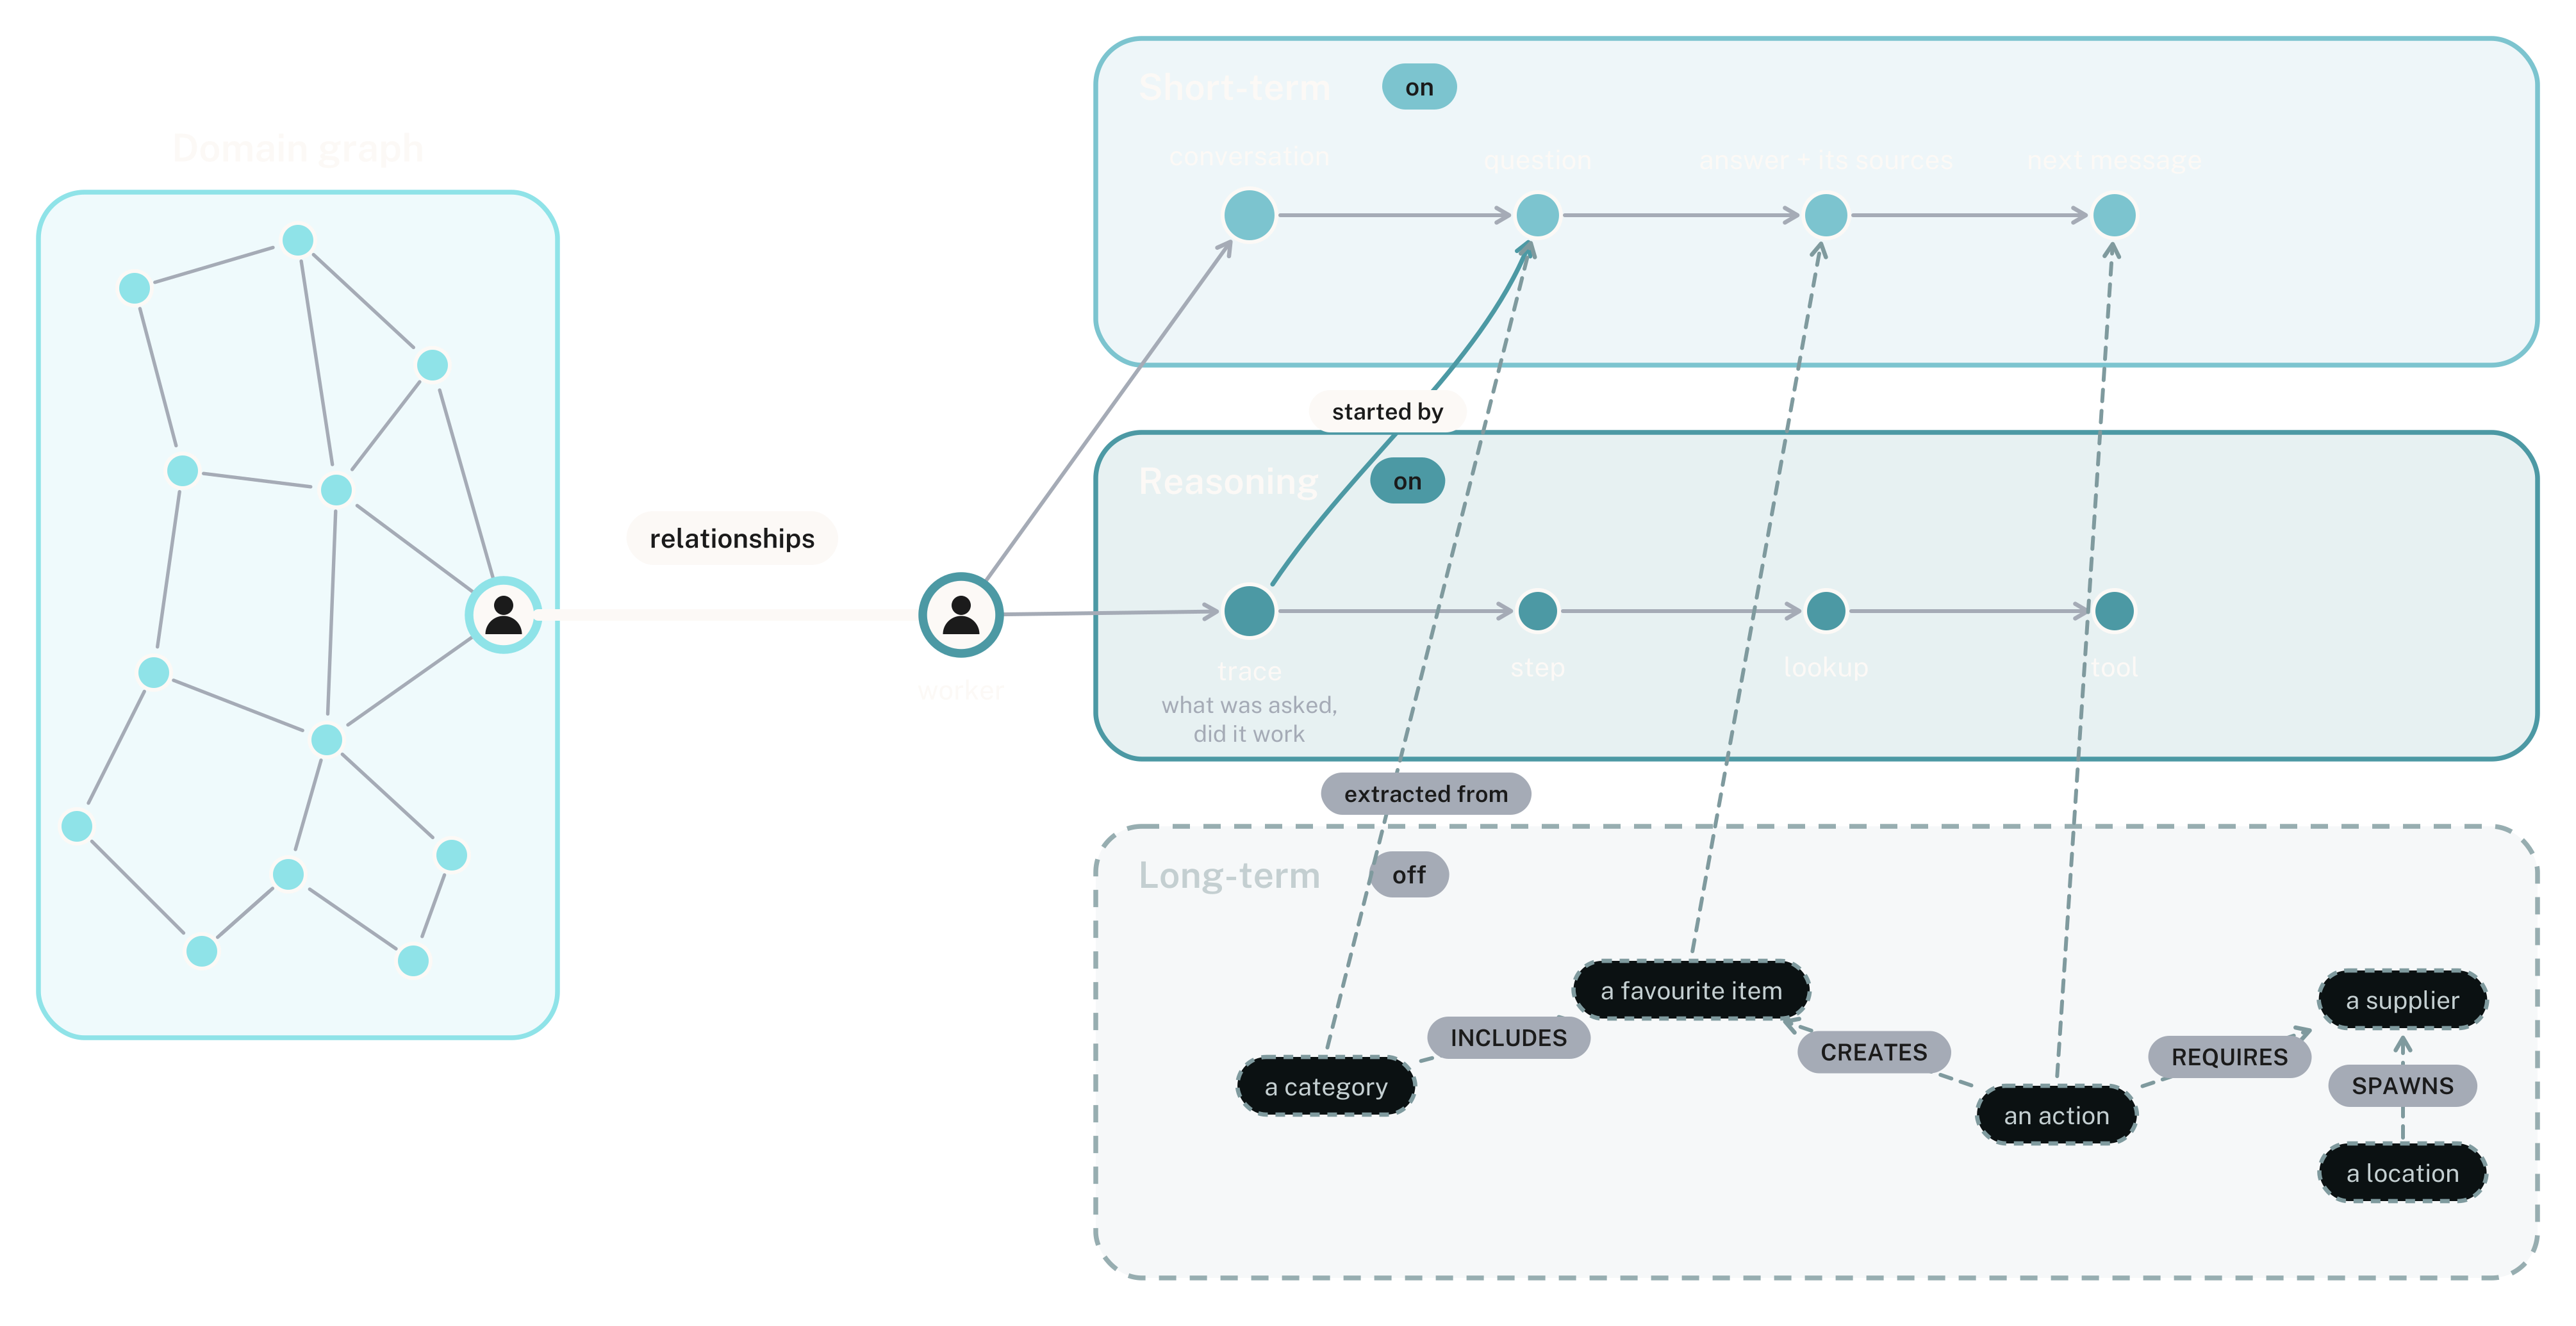 Domain graph
relationships
worker
Short-term
on
conversation
question
answer + its sources
next message
started by
Reasoning
on
trace
what was asked,
did it work
step
lookup
tool
extracted from
Long-term
off
a category
INCLUDES
a favourite item
CREATES
an action
REQUIRES
a supplier
SPAWNS
a location